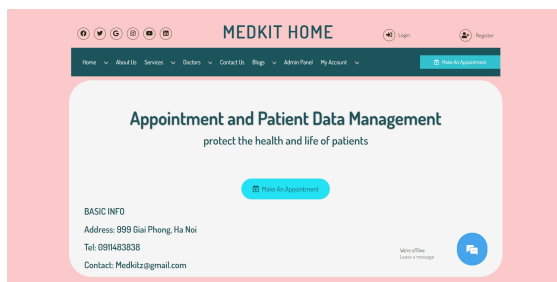 MEDKIT HOME
Login
Register
Home About Us Services Doctors Contact Us Blogs Admin Panel My Account
Make An Appointment
Appointment and Patient Data Management
protect the health and life of patients
Make An Appointment
BASIC INFO
Address: 999 Giai Phong, Ha Noi
Tel: 0911483838
Contact: Medkitz@gmail.com
We're offline
Leave a message